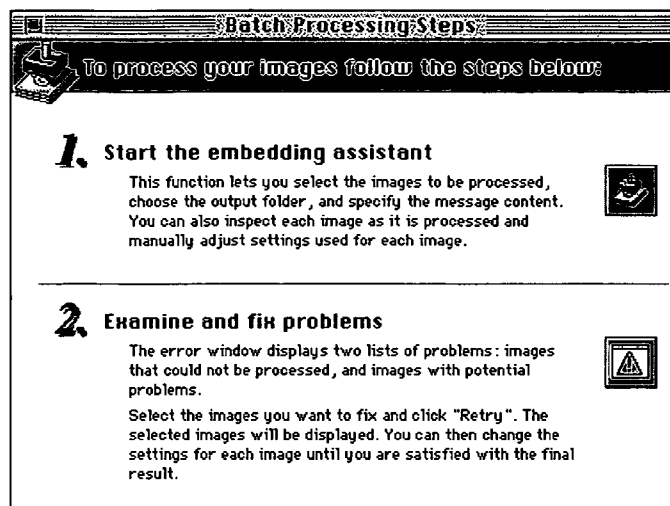 Batch Processing Steps
To process your images follow the steps below:
1. Start the embedding assistant
This function lets you select the images to be processed,
choose the output folder, and specify the message content.
You can also inspect each image as it is processed and
manually adjust settings used for each image.
2. Examine and fix problems
The error window displays two lists of problems: images
that could not be processed, and images with potential
problems.
Select the images you want to fix and click "Retry". The
selected images will be displayed. You can then change the
settings for each image until you are satisfied with the final
result.